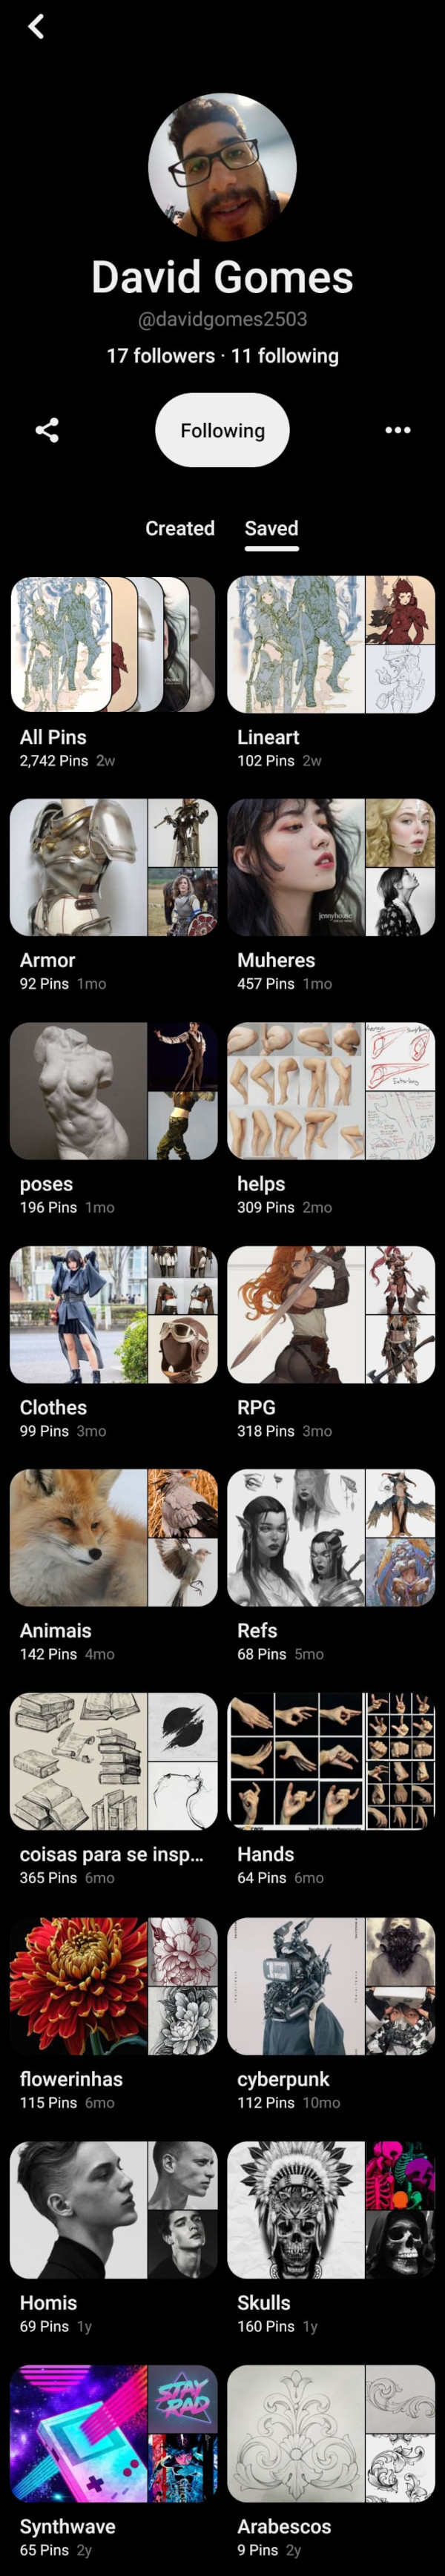 David Gomes
@davidgomes2503
17 followers · 11 following
Following
Created Saved
All Pins
2,742 Pins 2w
Lineart
102 Pins 2w
jennyhouse
Armor
92 Pins 1mo
Muheres
457 Pins 1mo
poses
196 Pins 1mo
helps
309 Pins 2mo
Clothes
99 Pins 3mo
RPG
318 Pins 3mo
Animais
142 Pins 4mo
Refs
68 Pins 5mo
coisas para se insp...
365 Pins 6mo
Hands
64 Pins 6mo
flowerinhas
115 Pins 6mo
cyberpunk
112 Pins 10mo
Homis
69 Pins 1y
Skulls
160 Pins 1y
STAY
RAD
Synthwave
65 Pins 2y
Arabescos
9 Pins 2y